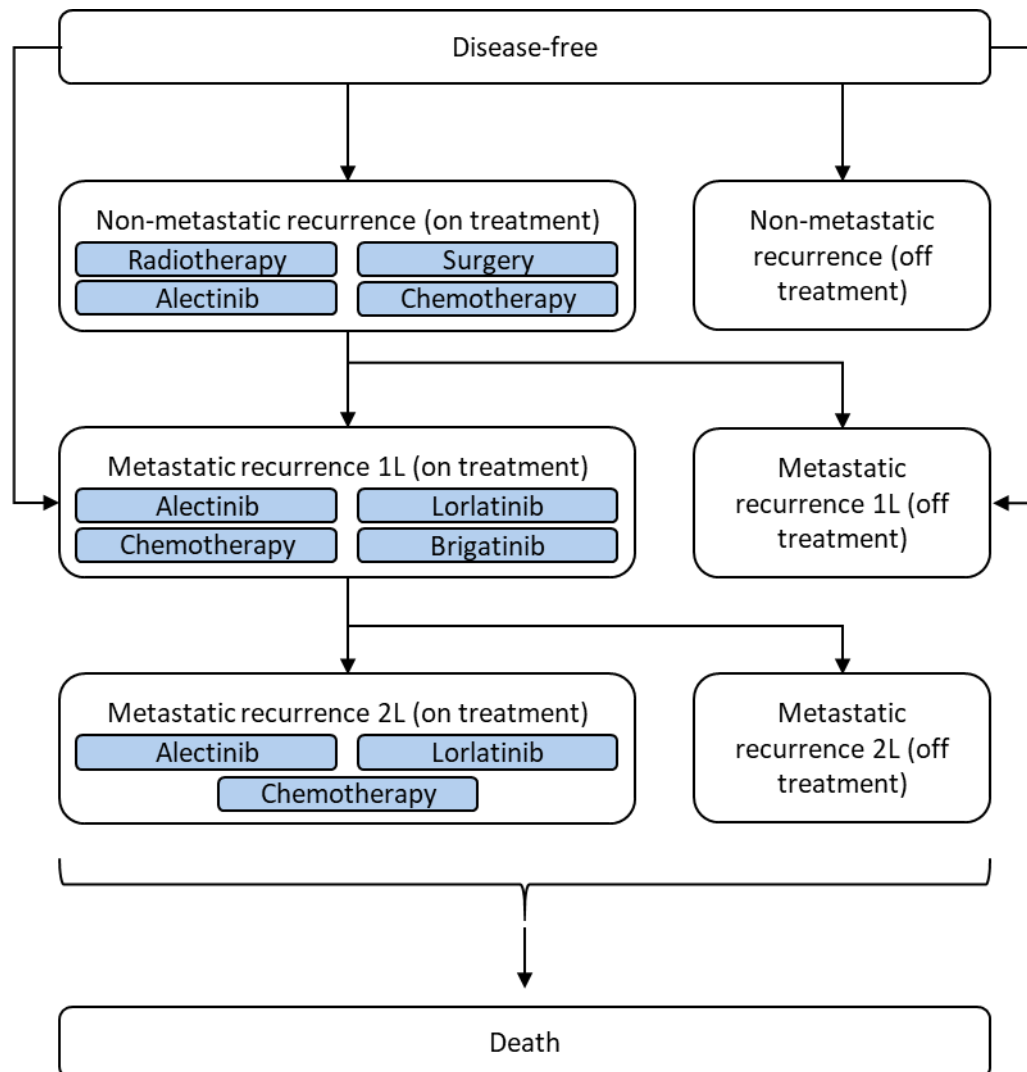 Disease-free
Non-metastatic recurrence (on treatment)
Radiotherapy
Surgery
Alectinib
Chemotherapy
Non-metastatic
recurrence (off
treatment)
Metastatic recurrence 1L (on treatment)
Alectinib
Lorlatinib
Chemotherapy
Brigatinib
Metastatic
recurrence 1L (off
treatment)
Metastatic recurrence 2L (on treatment)
Alectinib
Lorlatinib
Chemotherapy
Metastatic
recurrence 2L (off
treatment)
Death